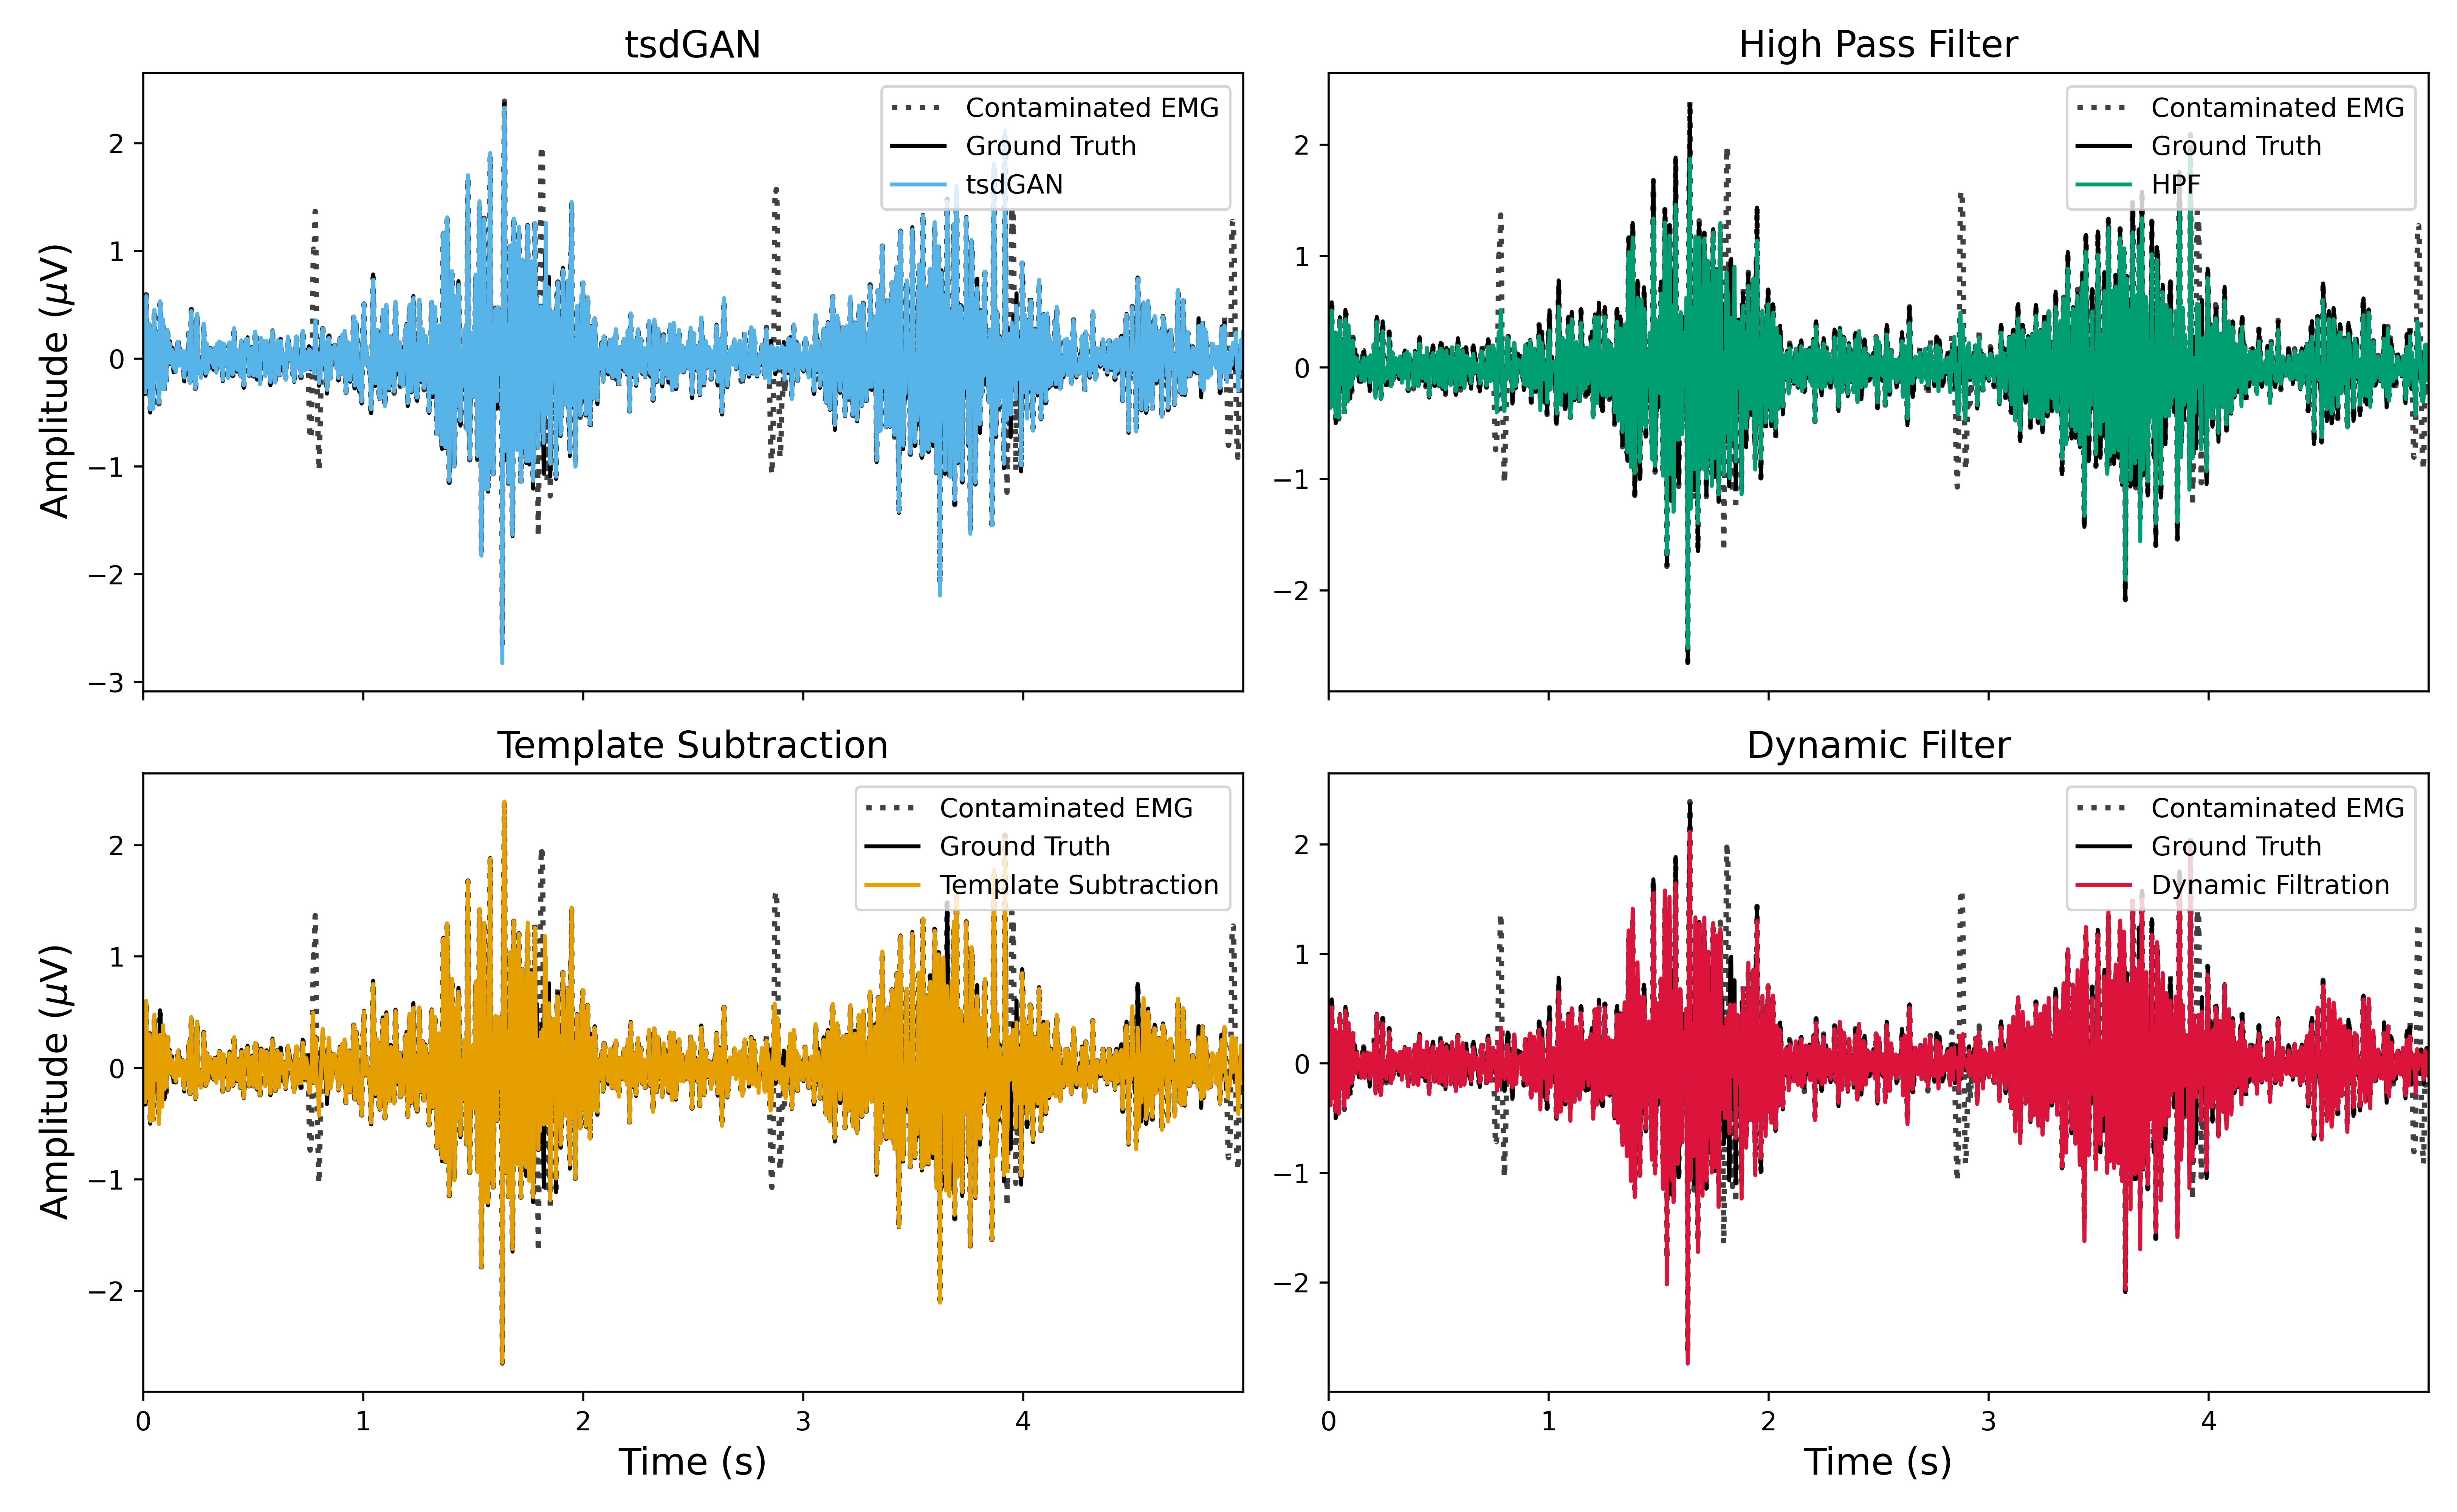 tsdGAN
Contaminated EMG
Ground Truth
tsdGAN
2
1
0
−1
−2
−3
Amplitude (μV)
High Pass Filter
Contaminated EMG
Ground Truth
HPF
2
1
0
−1
−2
Template Subtraction
Contaminated EMG
Ground Truth
Template Subtraction
2
1
0
−1
−2
Amplitude (μV)
0 1 2 3 4
Time (s)
Dynamic Filter
Contaminated EMG
Ground Truth
Dynamic Filtration
2
1
0
−1
−2
0 1 2 3 4
Time (s)